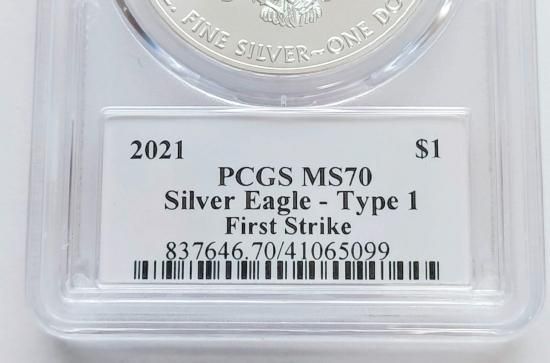 . FINE SILVER~ONE DO
2021 $1
PCGS MS70
Silver Eagle - Type 1
First Strike
837646.70/41065099